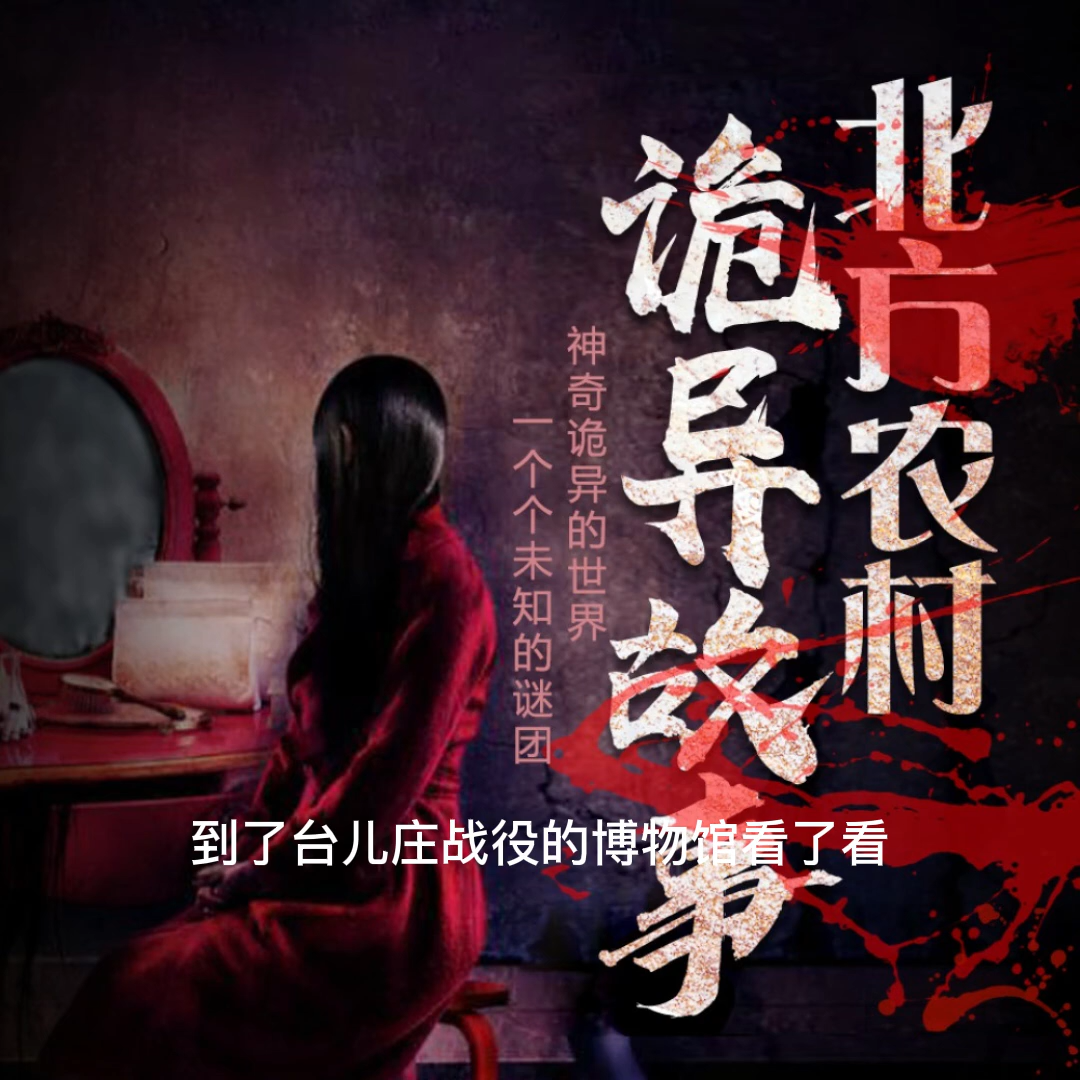 北方农村
诡异故事
神奇诡异的世界
一个个未知的谜团
到了台儿庄战役的博物馆看了看